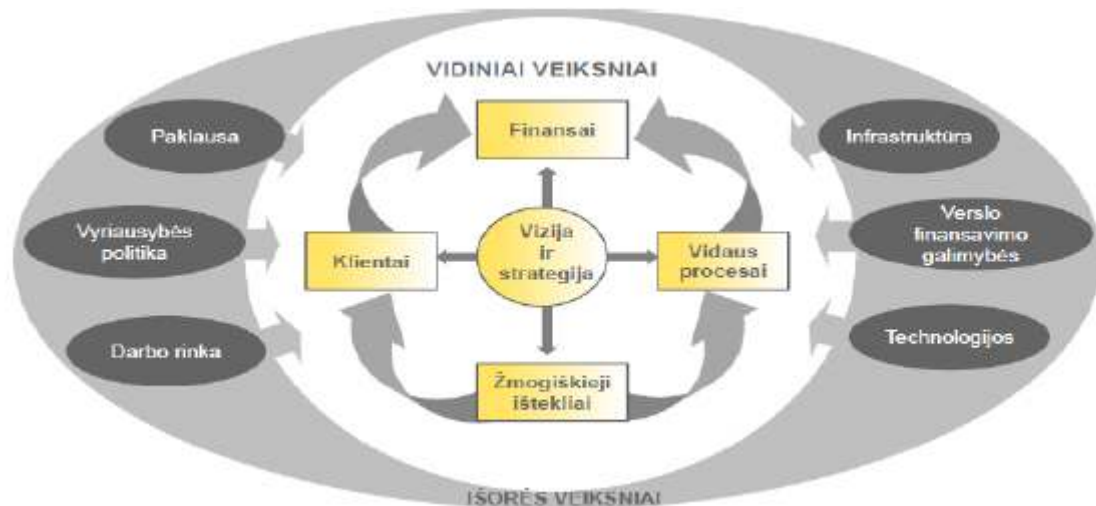 VIDINIAI VEIKSNIAI
Finansai
Paklausa
Infrastruktūra
Vyriausybės
politika
Klientai
Vizija
ir
strategija
Vidaus
procesai
Verslo
finansavimo
galimybės
Darbo rinka
Technologijos
Žmogiškieji
ištekliai
IŠORĖS VEIKSNIAI